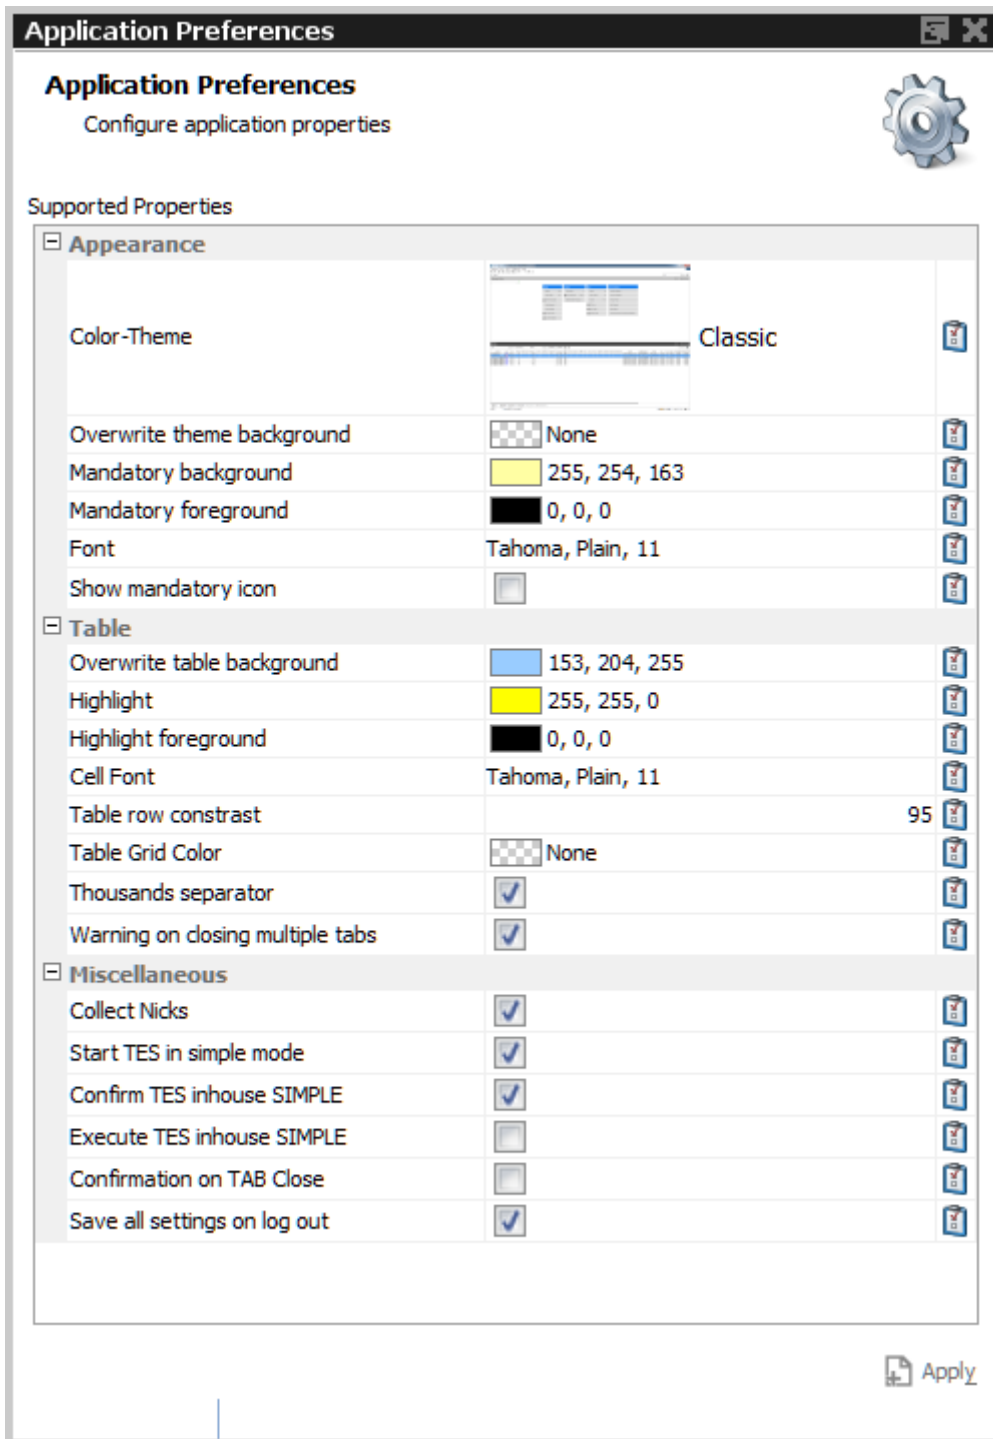 Application Preferences
Application Preferences
Configure application properties
Supported Properties
Appearance
Color-Theme Classic
Overwrite theme background None
Mandatory background 255, 254, 163
Mandatory foreground 0, 0, 0
Font Tahoma, Plain, 11
Show mandatory icon
Table
Overwrite table background 153, 204, 255
Highlight 255, 255, 0
Highlight foreground 0, 0, 0
Cell Font Tahoma, Plain, 11
Table row constrast 95
Table Grid Color None
Thousands separator
Warning on closing multiple tabs
Miscellaneous
Collect Nicks
Start TES in simple mode
Confirm TES inhouse SIMPLE
Execute TES inhouse SIMPLE
Confirmation on TAB Close
Save all settings on log out
Apply